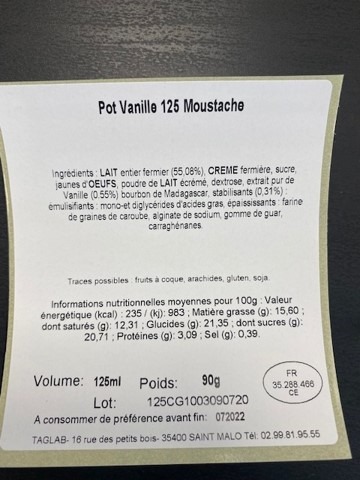 Pot Vanille 125 Moustache
Ingrédients : LAIT entier fermier (55,08%), CREME fermière, sucre,
jaunes d'OEUFS, poudre de LAIT écrémé, dextrose, extrait pur de
Vanille (0.55%) bourbon de Madagascar, stabilisants (0,31%) :
émulisifiants : mono-et diglycérides d'acides gras, épaississants : farine
de graines de caroube, alginate de sodium, gomme de guar,
carraghénanes
Traces possibles : fruits à coque, arachides, gluten, soja.
Informations nutritionnelles moyennes pour 100g : Valeur
énergétique (kcal) : 235 / (kj): 983 ; Matière grasse (g): 15,60 ;
dont saturés (g): 12,31 ; Glucides (g): 21,35 ; dont sucres (g):
20,71 ; Protéines (g): 3,09 ; Sel (g): 0,39.
Volume: 125ml Poids: 90g
Lot: 125CG1003090720
FR
35.288.466
CE
A consommer de préférence avant fin: 072022
TAGLAB- 16 rue des petits bois- 35400 SAINT MALO Tél: 02.99.81.95.55